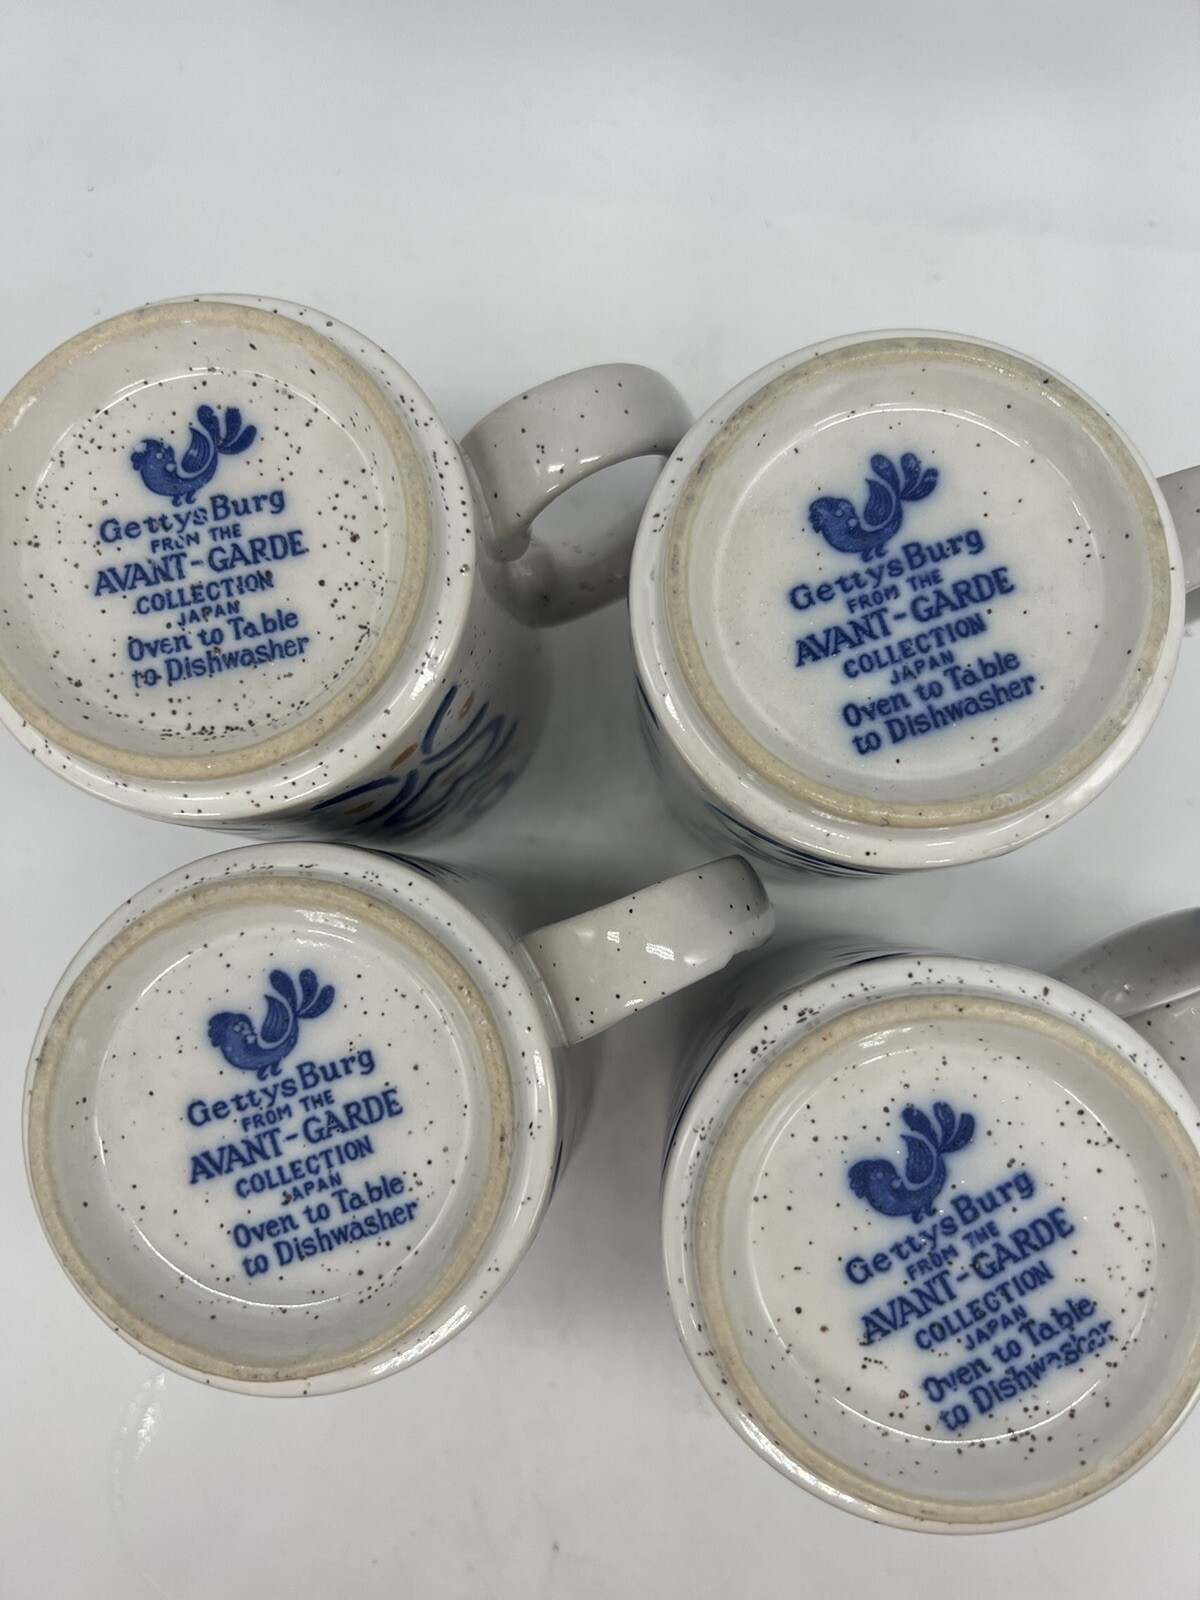 GettysBurg
FROM THE
AVANT-GARDE
COLLECTION
JAPAN
Oven to Table
to Dishwasher
GettysBurg
FROM THE
AVANT-GARDE
COLLECTION
JAPAN
Oven to Table
to Dishwasher
GettysBurg
FROM THE
AVANT-GARDE
COLLECTION
JAPAN
Oven to Table
to Dishwasher
GettysBurg
FROM THE
AVANT-GARDE
COLLECTION
JAPAN
Oven to Table
to Dishwasher